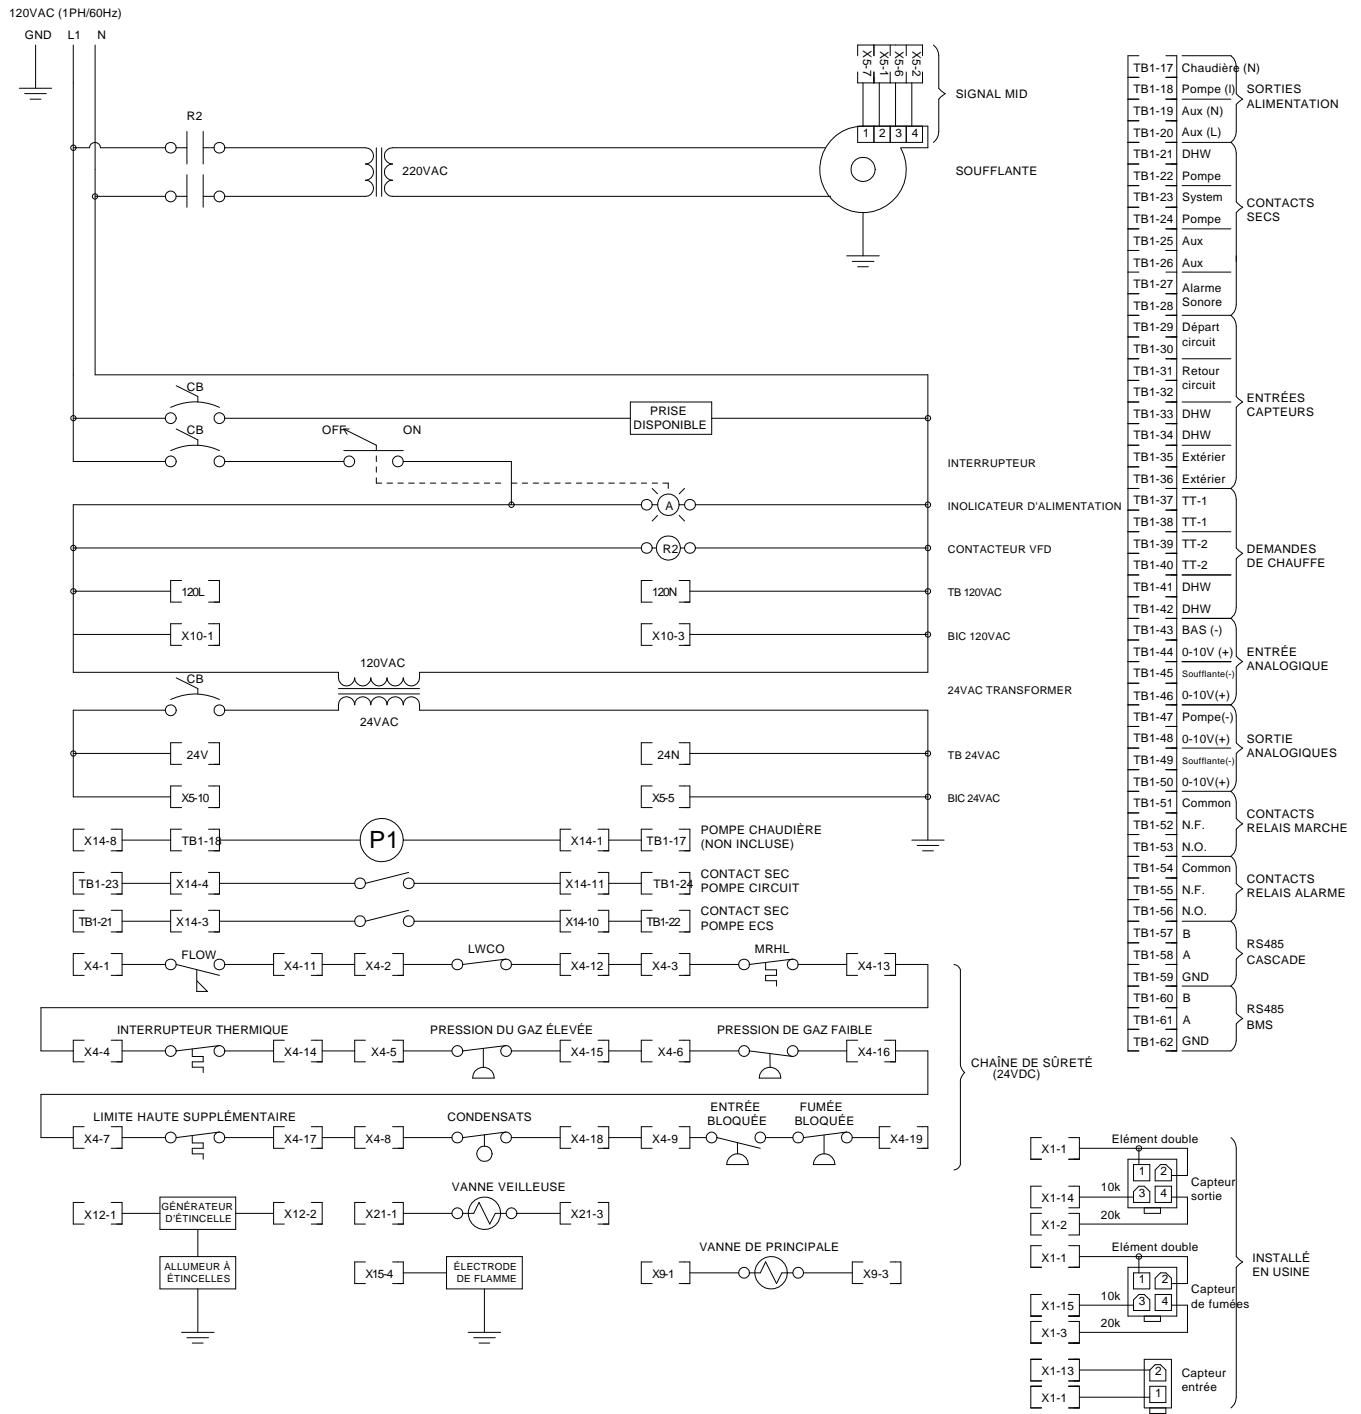 120VAC (1PH/60Hz)
GND L1 N
R2
220VAC
X5-7
X5-1
X5-6
X5-2
1 2 3 4
SIGNAL MID
SOUFFLANTE
CB
PRISE
DISPONIBLE
CB
OFF ON
INTERRUPTEUR
A
INOLICATEUR D'ALIMENTATION
R2
CONTACTEUR VFD
120L 120N TB 120VAC
X10-1 X10-3 BIC 120VAC
120VAC
CB
24VAC
24VAC TRANSFORMER
24V 24N TB 24VAC
X5-10 X5-5 BIC 24VAC
X14-8 TB1-18 P1 X14-1 TB1-17
POMPE CHAUDIÈRE
(NON INCLUSE)
TB1-23 X14-4 X14-11 TB1-24
CONTACT SEC
POMPE CIRCUIT
TB1-21 X14-3 X14-10 TB1-22
CONTACT SEC
POMPE ECS
FLOW LWCO MRHL
X4-1 X4-11 X4-2 X4-12 X4-3 X4-13
INTERRUPTEUR THERMIQUE PRESSION DU GAZ ÉLEVÉE PRESSION DE GAZ FAIBLE
X4-4 X4-14 X4-5 X4-15 X4-6 X4-16
CHAÎNE DE SÛRETÉ
(24VDC)
LIMITE HAUTE SUPPLÉMENTAIRE CONDENSATS
ENTRÉE
BLOQUÉE
FUMÉE
BLOQUÉE
X4-7 X4-17 X4-8 X4-18 X4-9 X4-19
VANNE VEILLEUSE
X12-1
GÉNÉRATEUR
D'ÉTINCELLE
X12-2 X21-1 X21-3
ALLUMEUR À
ÉTINCELLES
X15-4
ÉLECTRODE
DE FLAMME
VANNE DE PRINCIPALE
X9-1 X9-3
TB1-17 Chaudière (N)
TB1-18 Pompe (l)
TB1-19 Aux (N)
TB1-20 Aux (L)
SORTIES
ALIMENTATION
TB1-21 DHW
TB1-22 Pompe
TB1-23 System
TB1-24 Pompe
TB1-25 Aux
TB1-26 Aux
TB1-27 Alarme
TB1-28 Sonore
CONTACTS
SECS
TB1-29 Départ
circuit
TB1-30
TB1-31 Retour
circuit
TB1-32
TB1-33 DHW
TB1-34 DHW
TB1-35 Extérier
TB1-36 Extérier
ENTRÉES
CAPTEURS
TB1-37 TT-1
TB1-38 TT-1
TB1-39 TT-2
TB1-40 TT-2
TB1-41 DHW
TB1-42 DHW
DEMANDES
DE CHAUFFE
TB1-43 BAS (-)
TB1-44 0-10V (+)
TB1-45 Soufflante(-)
TB1-46 0-10V(+)
ENTRÉE
ANALOGIQUE
TB1-47 Pompe(-)
TB1-48 0-10V(+)
TB1-49 Soufflante(-)
TB1-50 0-10V(+)
SORTIE
ANALOGIQUES
TB1-51 Common
TB1-52 N.F.
TB1-53 N.O.
CONTACTS
RELAIS MARCHE
TB1-54 Common
TB1-55 N.F.
TB1-56 N.O.
CONTACTS
RELAIS ALARME
TB1-57 B
TB1-58 A
TB1-59 GND
RS485
CASCADE
TB1-60 B
TB1-61 A
TB1-62 GND
RS485
BMS
X1-1 Elément double
1 2
X1-14 10k 3 4
X1-2 20k
Capteur
sortie
X1-1 Elément double
1 2
X1-15 10k 3 4
X1-3 20k
Capteur
de fumées
X1-13 2
X1-1 1
Capteur
entrée
INSTALLÉ
EN USINE